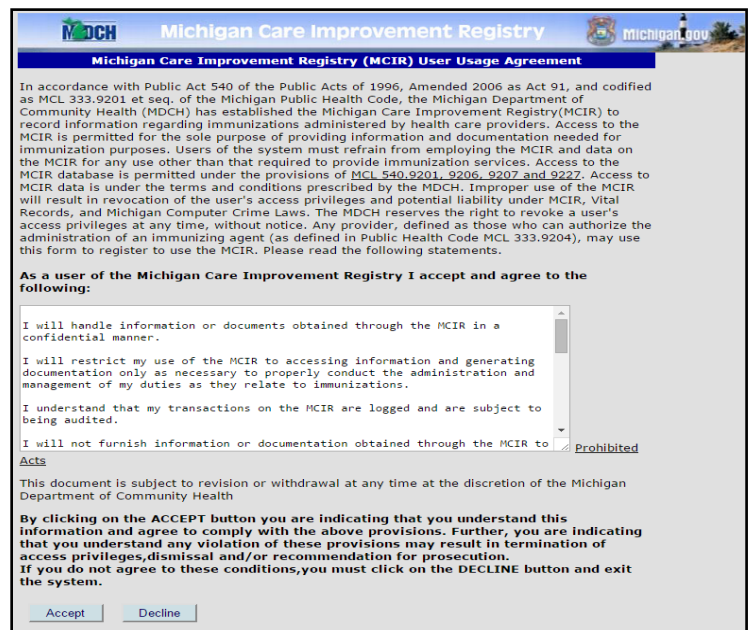 MDCH Michigan Care Improvement Registry Michigan.gov
Michigan Care Improvement Registry (MCIR) User Usage Agreement
In accordance with Public Act 540 of the Public Acts of 1996, Amended 2006 as Act 91, and codified
as MCL 333.9201 et seq. of the Michigan Public Health Code, the Michigan Department of
Community Health (MDCH) has established the Michigan Care Improvement Registry(MCIR) to
record information regarding immunizations administered by health care providers. Access to the
MCIR is permitted for the sole purpose of providing information and documentation needed for
immunization purposes. Users of the system must refrain from employing the MCIR and data on
the MCIR for any use other than that required to provide immunization services. Access to the
MCIR database is permitted under the provisions of MCL 540.9201, 9206, 9207 and 9227. Access to
MCIR data is under the terms and conditions prescribed by the MDCH. Improper use of the MCIR
will result in revocation of the user's access privileges and potential liability under MCIR, Vital
Records, and Michigan Computer Crime Laws. The MDCH reserves the right to revoke a user's
access privileges at any time, without notice. Any provider, defined as those who can authorize the
administration of an immunizing agent (as defined in Public Health Code MCL 333.9204), may use
this form to register to use the MCIR. Please read the following statements.
As a user of the Michigan Care Improvement Registry I accept and agree to the
following:
I will handle information or documents obtained through the MCIR in a
confidential manner.
I will restrict my use of the MCIR to accessing information and generating
documentation only as necessary to properly conduct the administration and
management of my duties as they relate to immunizations.
I understand that my transactions on the MCIR are logged and are subject to
being audited.
I will not furnish information or documentation obtained through the MCIR to
Prohibited
Acts
This document is subject to revision or withdrawal at any time at the discretion of the Michigan
Department of Community Health
By clicking on the ACCEPT button you are indicating that you understand this
information and agree to comply with the above provisions. Further, you are indicating
that you understand any violation of these provisions may result in termination of
access privileges,dismissal and/or recommendation for prosecution.
If you do not agree to these conditions,you must click on the DECLINE button and exit
the system.
Accept Decline